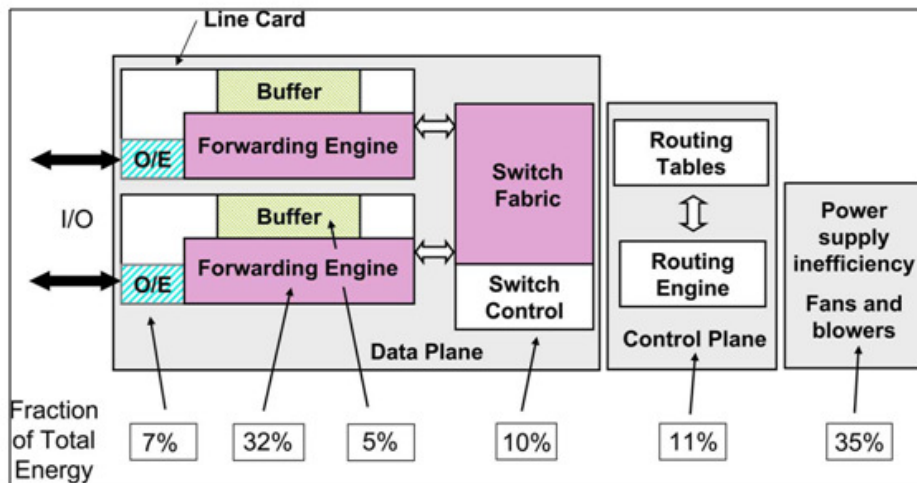 Line Card
Buffer
Forwarding Engine
O/E
I/O
Buffer
Forwarding Engine
O/E
Switch
Fabric
Switch
Control
Data Plane
Routing
Tables
Routing
Engine
Control Plane
Power
supply
inefficiency
Fans and
blowers
Fraction
of Total
Energy
7%
32%
5%
10%
11%
35%